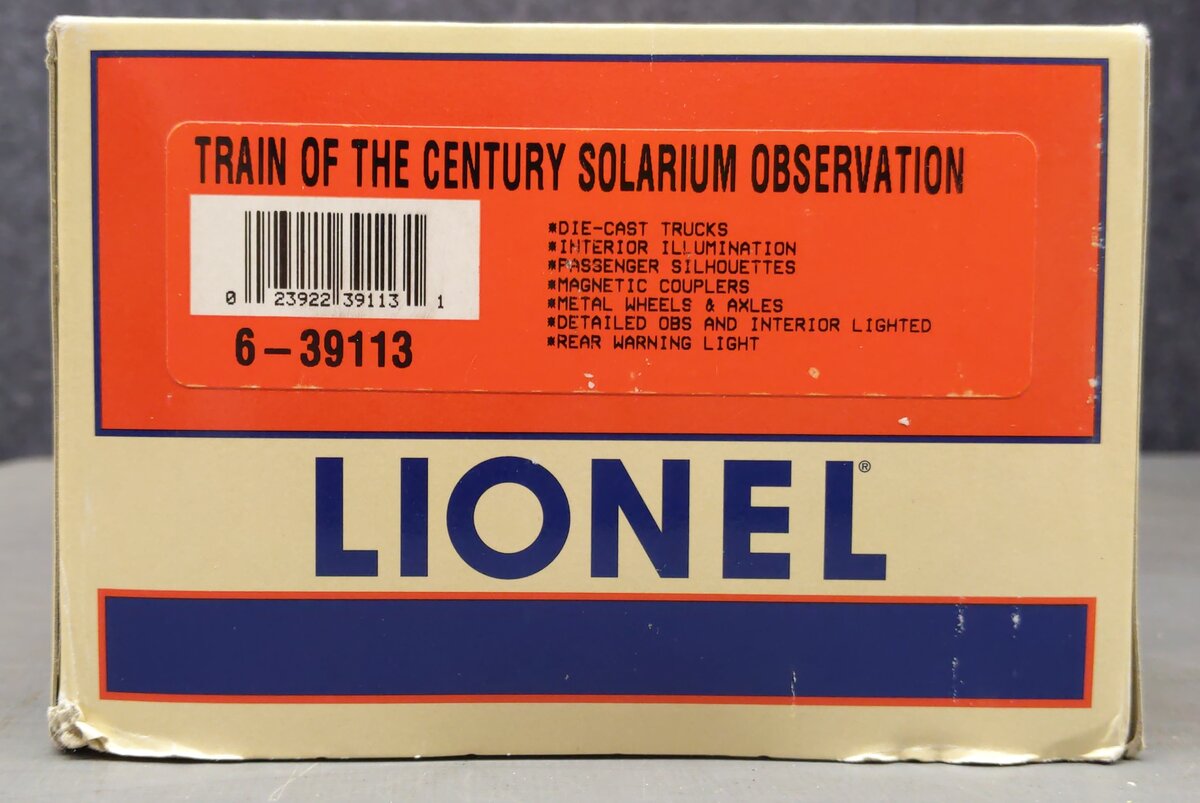 TRAIN OF THE CENTURY SOLARIUM OBSERVATION
*DIE-CAST TRUCKS
*INTERIOR ILLUMINATION
*PASSENGER SILHOUETTES
*MAGNETIC COUPLERS
*METAL WHEELS & AXLES
*DETAILED OBS AND INTERIOR LIGHTED
*REAR WARNING LIGHT
0 23922 39113 1
6-39113
LIONEL®